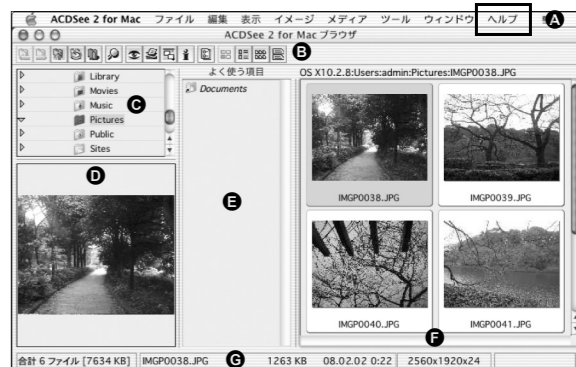 ACDSee 2 for Mac ファイル 編集 表示 イメージ メディア ツール ウィンドウ ヘルプ A
ACDSee 2 for Mac ブラウザ
B
よく使う項目
OS X10.2.8:Users:admin:Pictures:IMGP0038.JPG
Library
Movies
Music
Pictures
Public
Sites
C
D
Documents
E
IMGP0038.JPG
IMGP0039.JPG
IMGP0040.JPG
IMGP0041.JPG
F
合計 6 ファイル [7634 KB] IMGP0038.JPG G 1263 KB 08.02.02 0:22 2560x1920x24